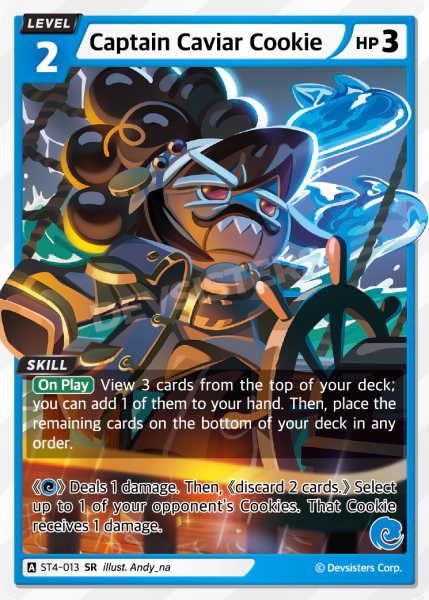 LEVEL
2
Captain Caviar Cookie
HP 3
DEVSISTERS
SKILL
On Play View 3 cards from the top of your deck;
you can add 1 of them to your hand. Then, place the
remaining cards on the bottom of your deck in any
order.
《 》 Deals 1 damage. Then, 《discard 2 cards.》 Select
up to 1 of your opponent's Cookies. That Cookie
receives 1 damage.
A ST4-013 SR illust. Andy_na
© Devsisters Corp.